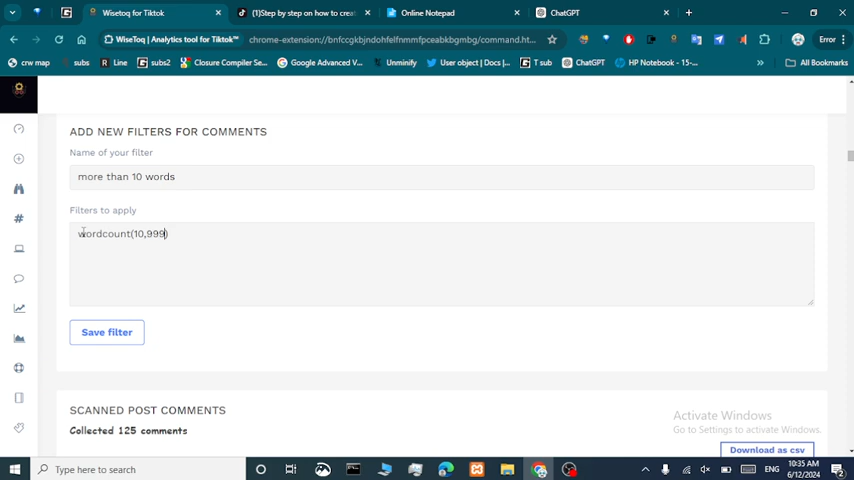 Wisetoq for Tiktok
(1)Step by step on how to creat
Online Notepad
ChatGPT
WiseToq | Analytics tool for Tiktok™
chrome-extension://bnfccgkbjndohfelfnmmfpceabkbgmbg/command.ht...
Error
crw map
subs
Line
subs2
Closure Compiler Se...
Google Advanced V...
Unminify
User object | Docs |...
T sub
ChatGPT
HP Notebook - 15-...
All Bookmarks
ADD NEW FILTERS FOR COMMENTS
Name of your filter
more than 10 words
Filters to apply
wordcount(10,999)
Save filter
SCANNED POST COMMENTS
Collected 125 comments
Activate Windows
Go to Settings to activate Windows.
Download as csv
Type here to search
ENG
10:35 AM
6/12/2024
2